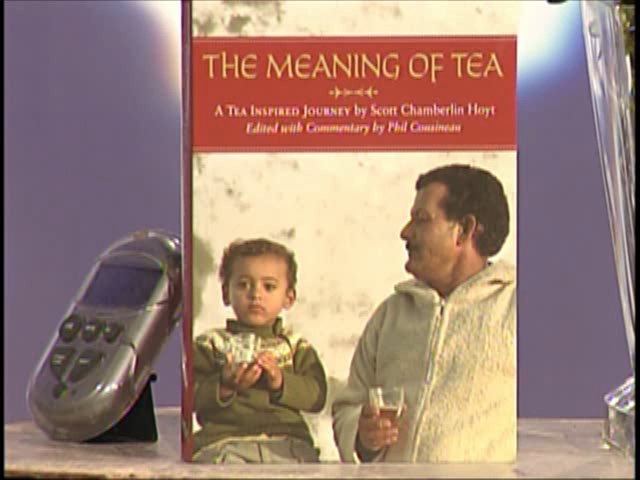 THE MEANING OF TEA
A TEA INSPIRED JOURNEY by SCOTT CHAMBERLIN HOYT
Edited with Commentary by Phil Cousineau